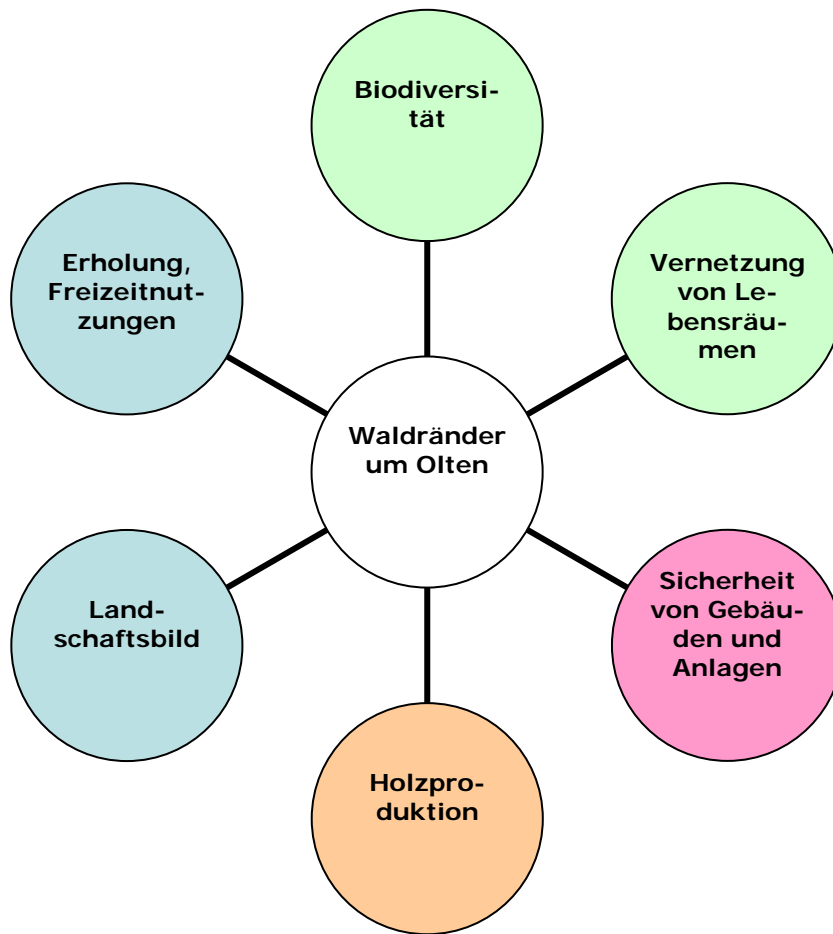 Biodiversi-
tät
Erholung,
Freizeitnut-
zungen
Vernetzung
von Le-
bensräu-
men
Waldränder
um Olten
Land-
schaftsbild
Sicherheit
von Gebäu-
den und
Anlagen
Holzpro-
duktion